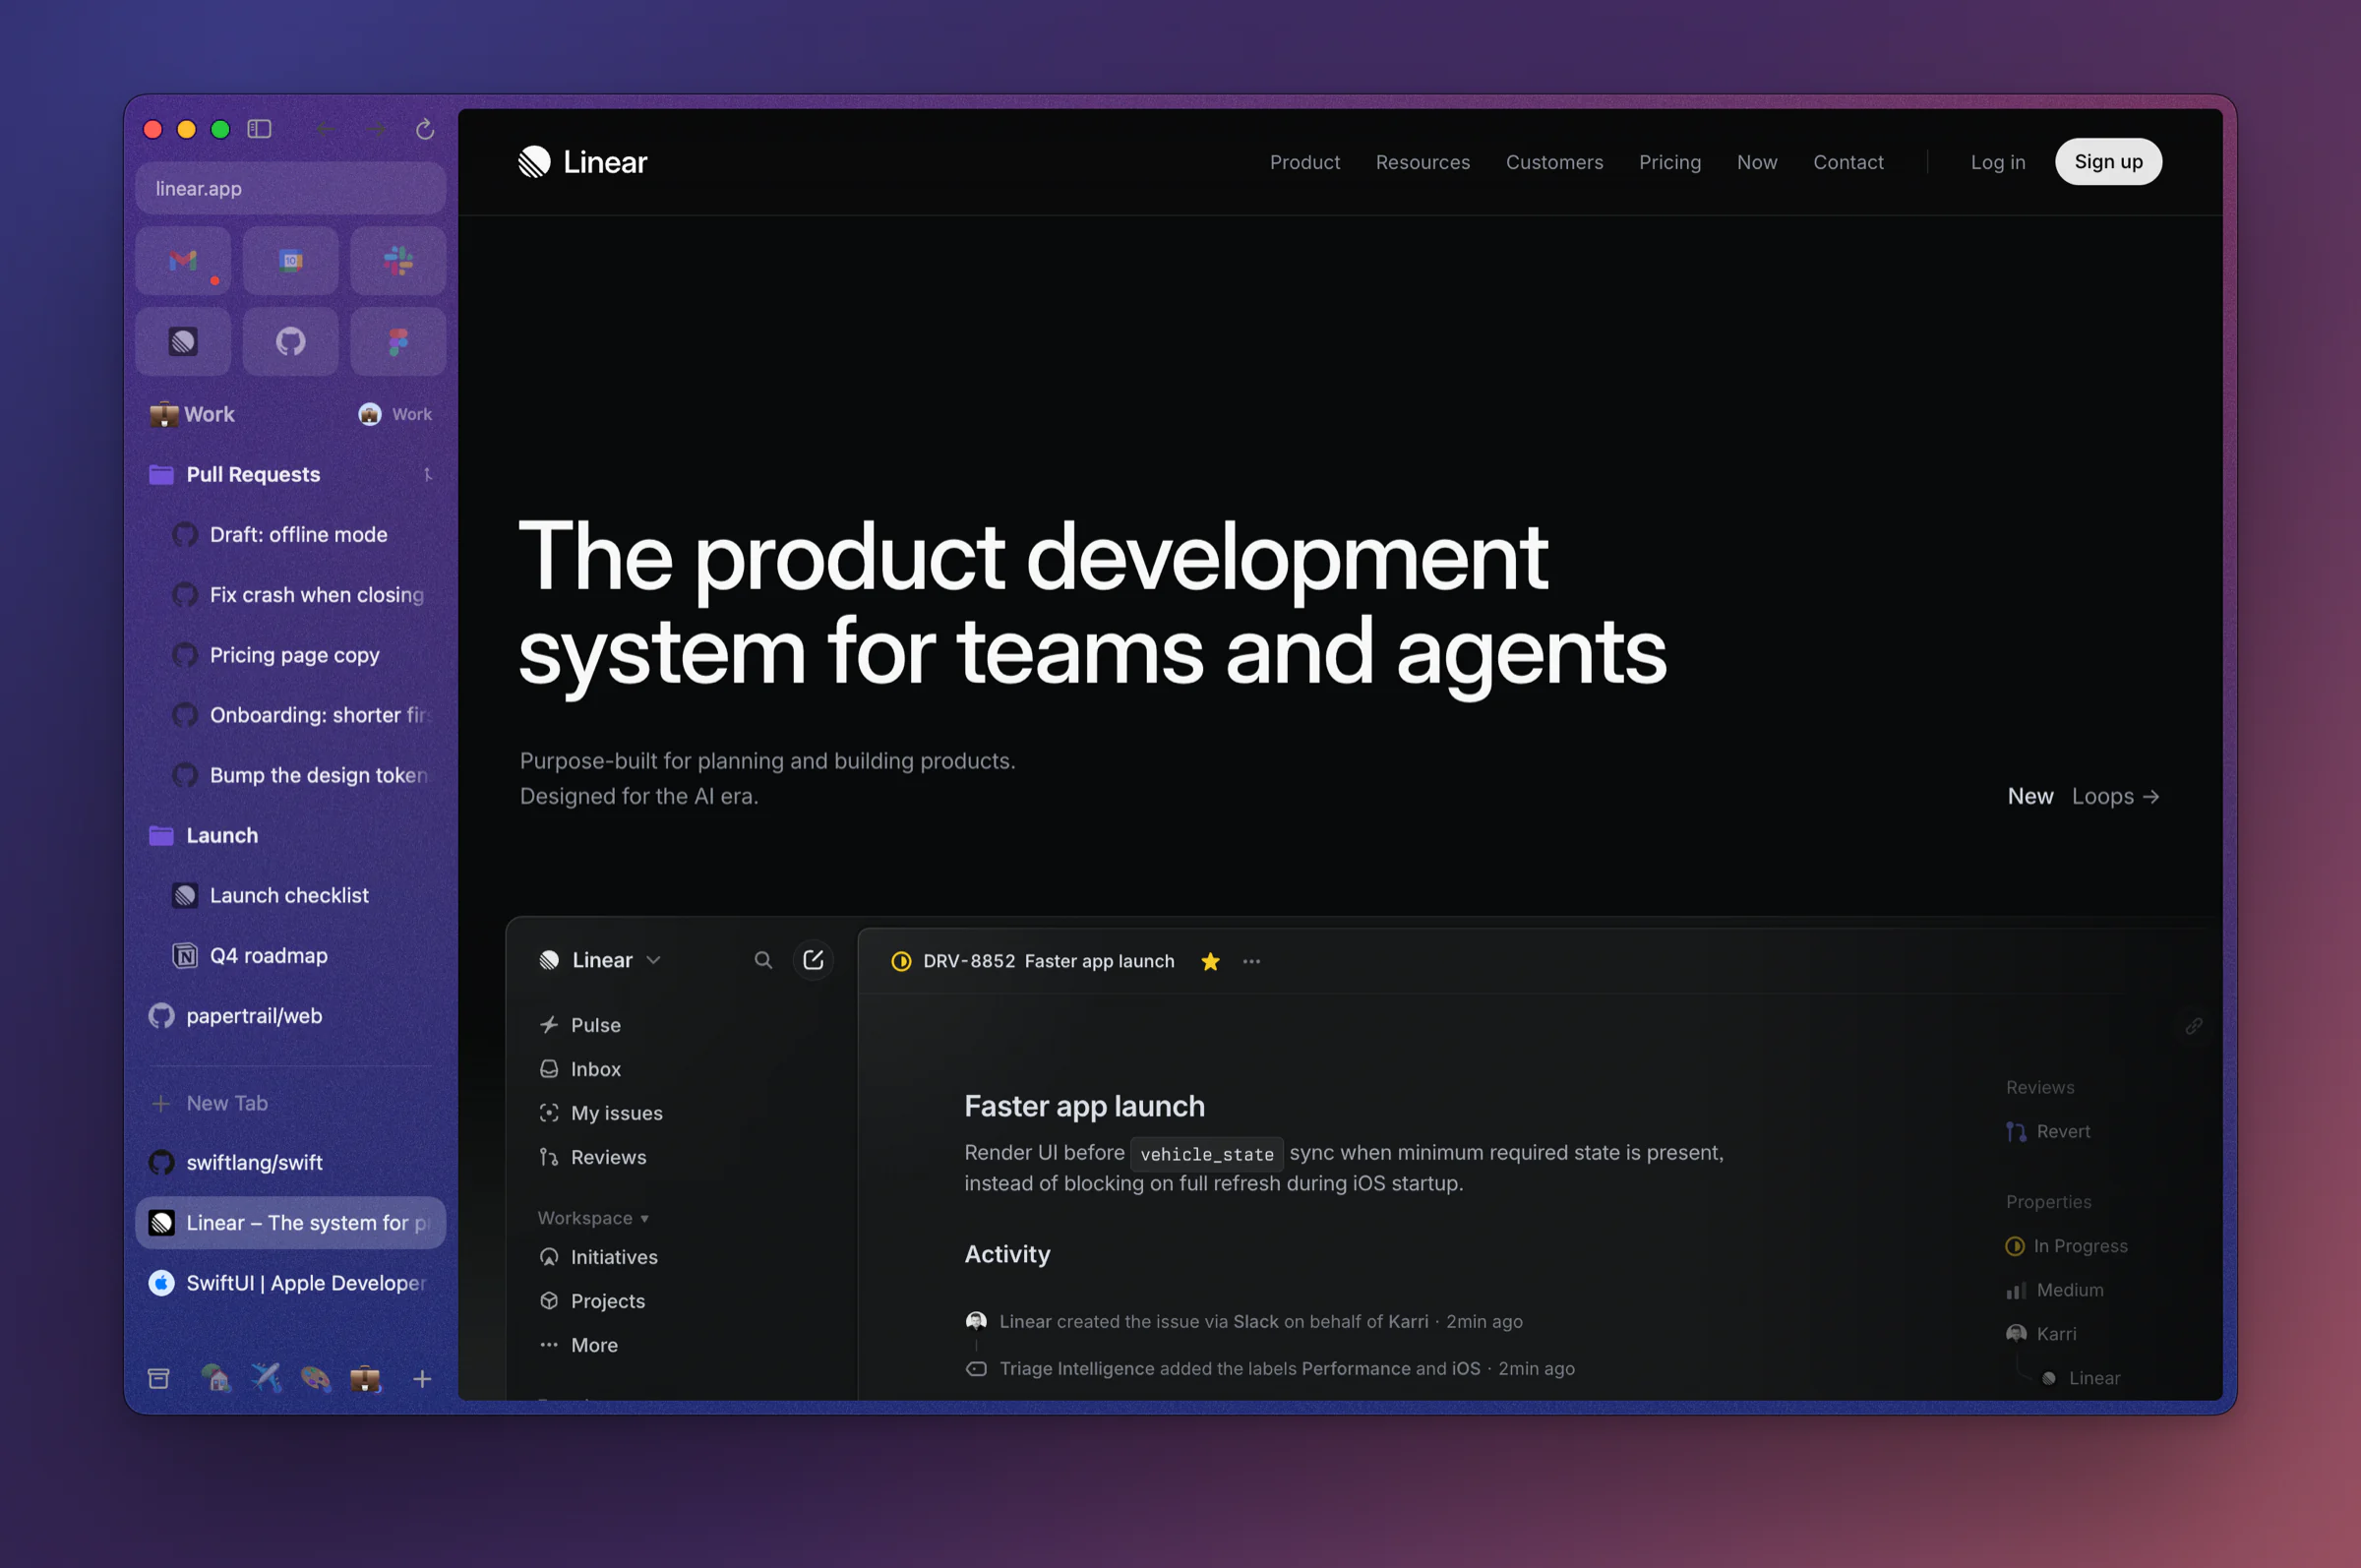 linear.app
10
Work
Work
Pull Requests
Draft: offline mode
Fix crash when closing
Pricing page copy
Onboarding: shorter
Bump the design token
Launch
Launch checklist
Q4 roadmap
papertrail/web
New Tab
swiftlang/swift
Linear – The system for
SwiftUI | Apple Developer
Linear
Product
Resources
Customers
Pricing
Now
Contact
Log in
Sign up
The product development
system for teams and agents
Purpose-built for planning and building products.
Designed for the AI era.
New Loops →
Linear
Pulse
Inbox
My issues
Reviews
Workspace
Initiatives
Projects
More
DRV-8852 Faster app launch
Faster app launch
Render UI before vehicle_state sync when minimum required state is present,
instead of blocking on full refresh during iOS startup.
Activity
Linear created the issue via Slack on behalf of Karri · 2min ago
Triage Intelligence added the labels Performance and iOS · 2min ago
Reviews
Revert
Properties
In Progress
Medium
Karri
Linear